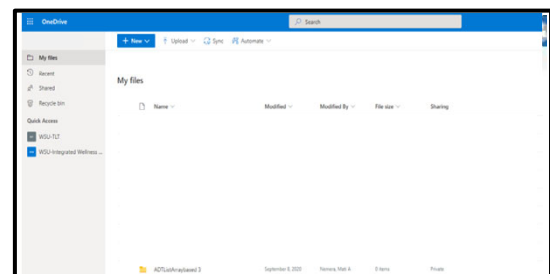 OneDrive
Search
+ New Upload Sync Automate
My files
Recent
Shared
Recycle bin
Quick Access
WSU-TLT
WSU-Integrated Wellness ...
My files
Name Modified Modified By File size Sharing
ADTListArraybased 3 September 8, 2020 Matt A 0 items Private